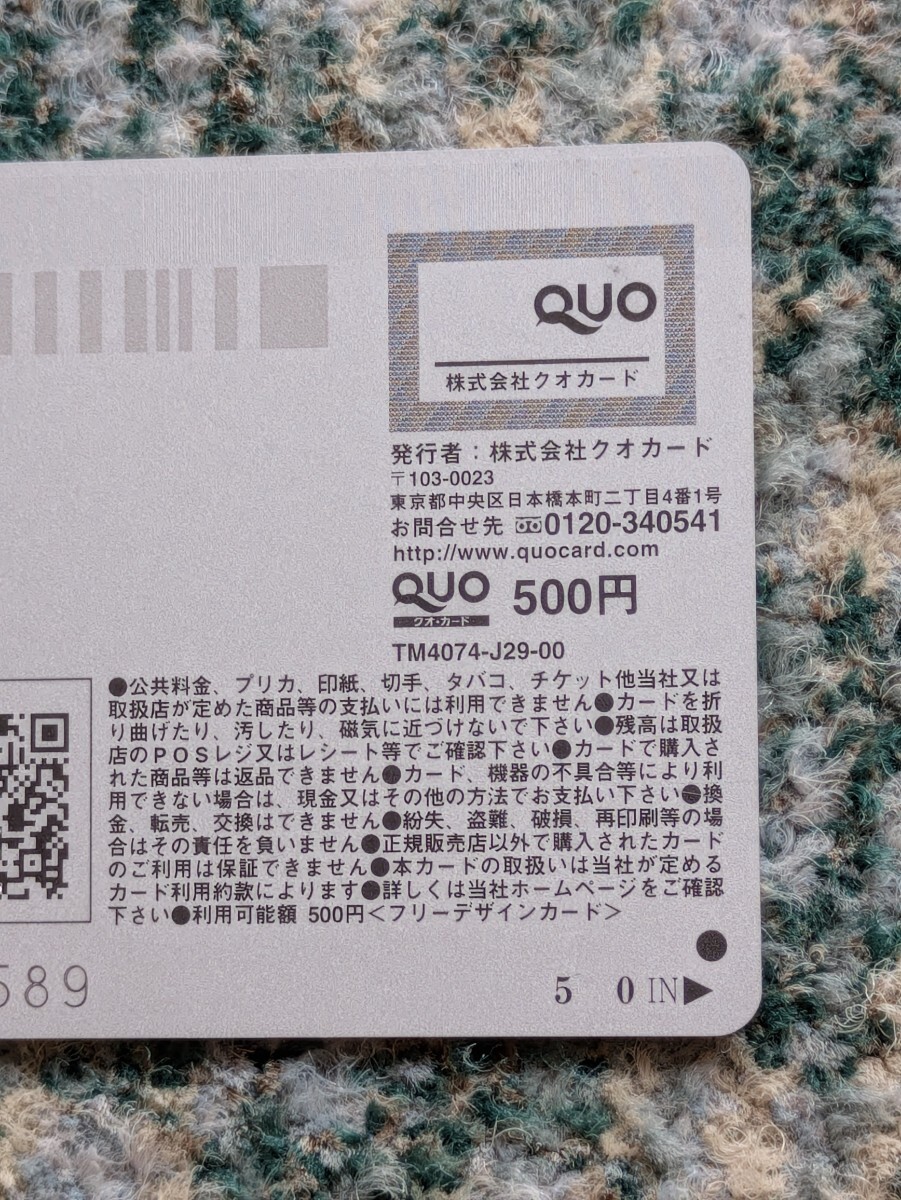 QUO
株式会社クオカード
発行者：株式会社クオカード
〒103-0023
東京都中央区日本橋本町二丁目4番1号
お問合せ先 0120-340541
http://www.quocard.com
QUO 500円
クオ・カード
TM4074-J29-00
●公共料金、プリカ、印紙、切手、タバコ、チケット他当社又は
取扱店が定めた商品等の支払いには利用できません●カードを折
り曲げたり、汚したり、磁気に近づけないで下さい●残高は取扱
店のPOSレジ又はレシート等でご確認下さい●カードで購入さ
れた商品等は返品できません●カード、機器の不具合等により利
用できない場合は、現金又はその他の方法でお支払い下さい●換
金、転売、交換はできません●紛失、盗難、破損、再印刷等の場
合はその責任を負いません●正規販売店以外で購入されたカード
のご利用は保証できません●本カードの取扱いは当社が定める
カード利用約款によります●詳しくは当社ホームページをご確認
下さい●利用可能額 500円＜フリーデザインカード＞
589
5 0 IN▶